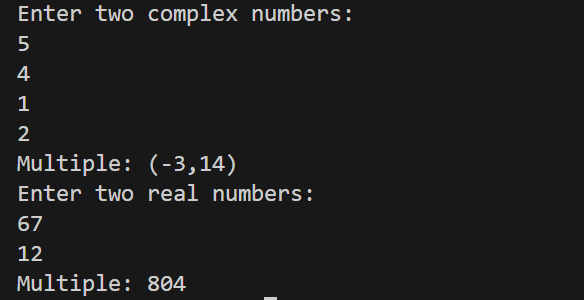 Enter two complex numbers:
5
4
1
2
Multiple: (-3,14)
Enter two real numbers:
67
12
Multiple: 804